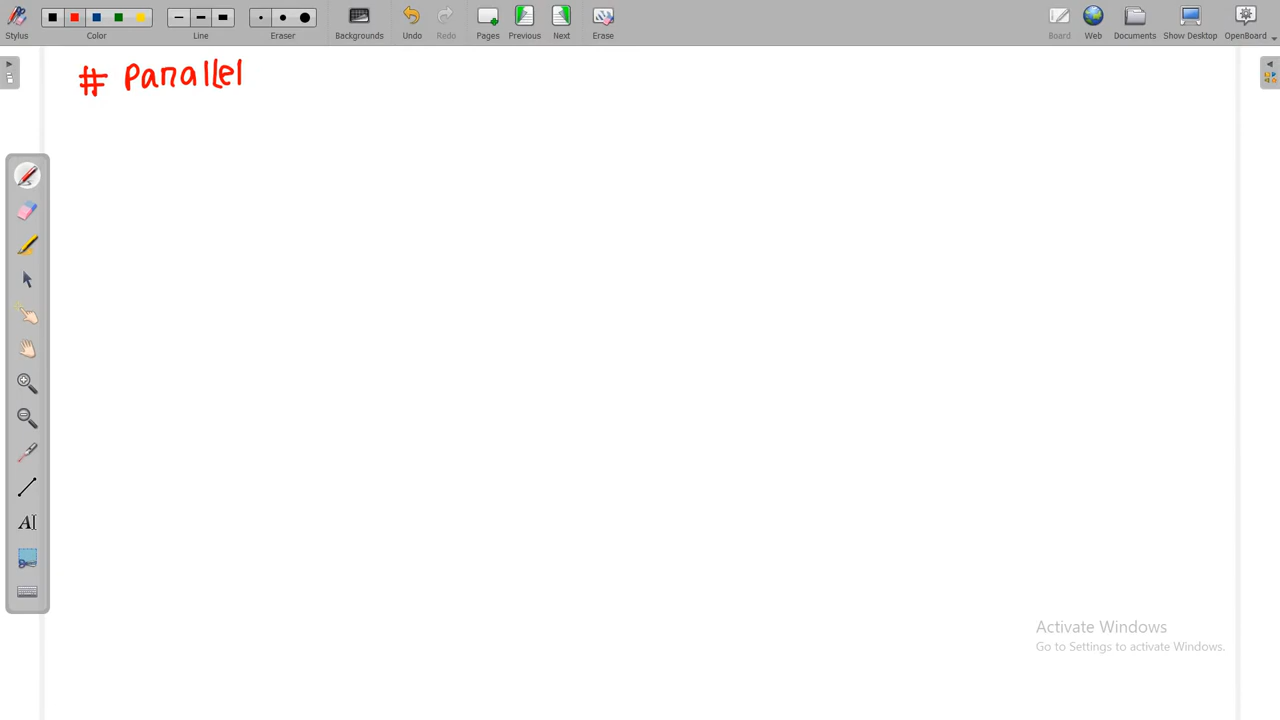 Stylus Color Line Eraser Backgrounds Undo Redo Pages Previous Next Erase Board Web Documents Show Desktop OpenBoard
# Parallel
Activate Windows
Go to Settings to activate Windows.